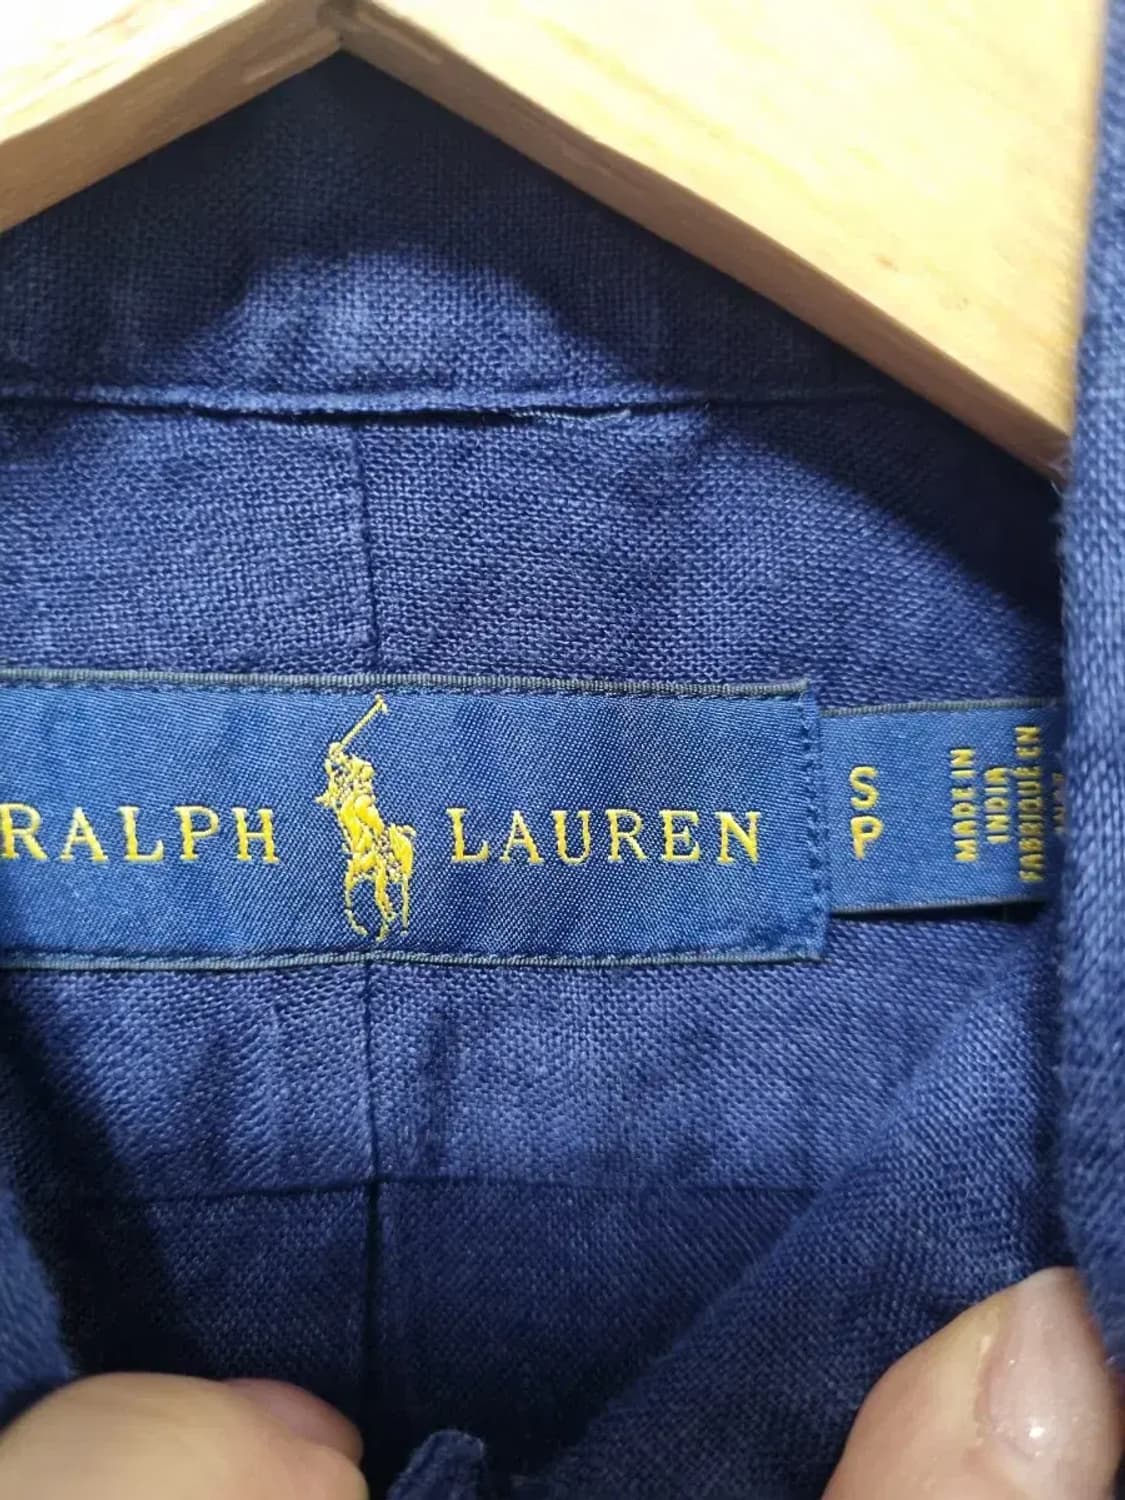 RALPH LAUREN
S
P
MADE IN
INDIA
FABRIQUÉ EN